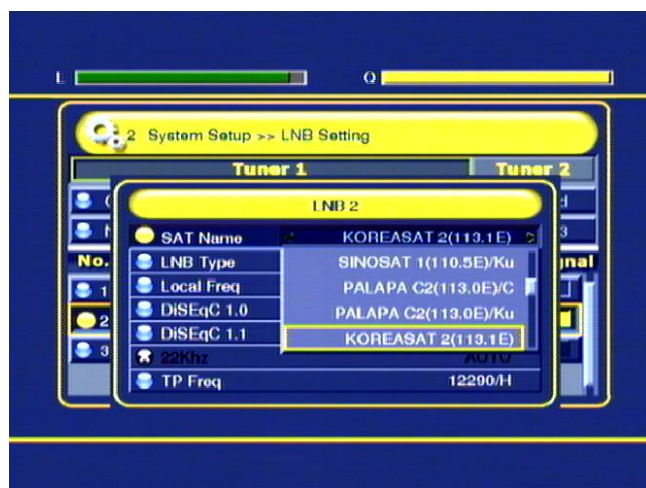 L Q
2 System Setup >> LNB Setting
Tuner 1 Tuner 2
LNB 2
SAT Name KOREASAT 2(113.1E)
3
No. LNB Type SINOSAT 1(110.5E)/Ku
1 Local Freq PALAPA C2(113.0E)/C
2 DiSEqC 1.0 PALAPA C2(113.0E)/Ku
DiSEqC 1.1 KOREASAT 2(113.1E)
3 22Khz AUTO
TP Freq 12290/H